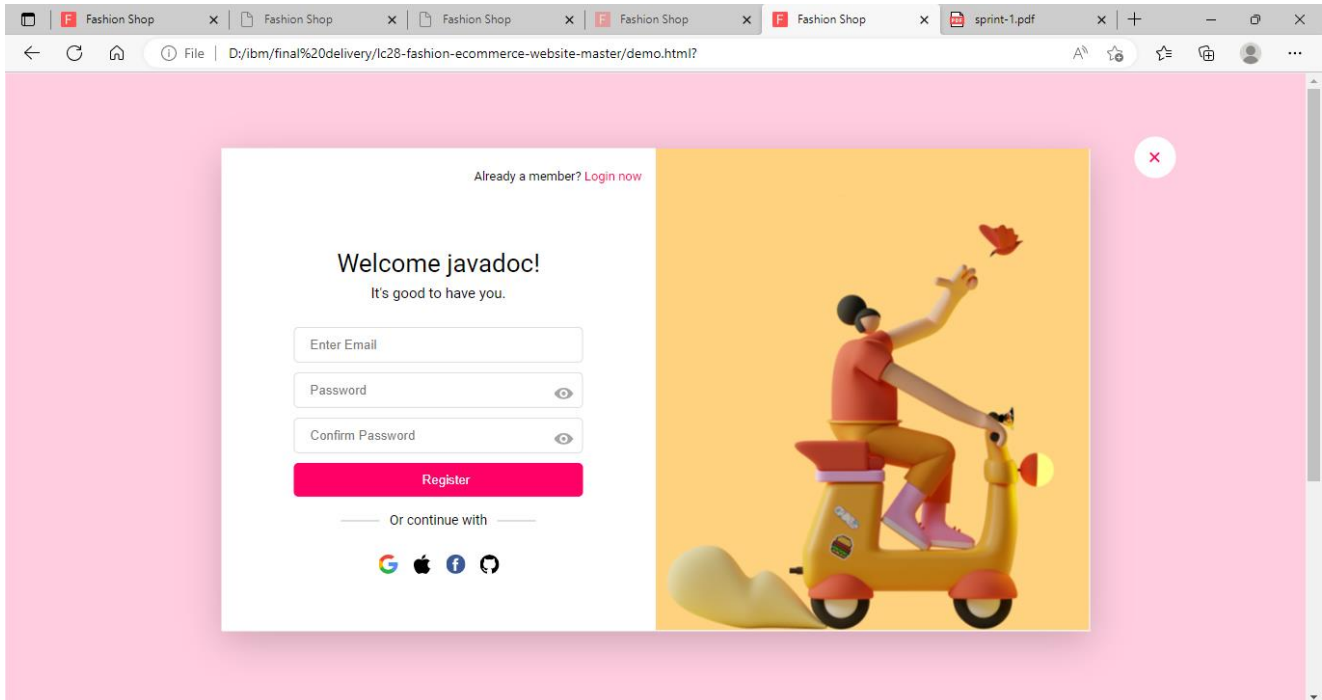 Fashion Shop
Fashion Shop
Fashion Shop
Fashion Shop
Fashion Shop
sprint-1.pdf
File | D:/ibm/final%20delivery/lc28-fashion-ecommerce-website-master/demo.html?
Already a member? Login now
Welcome javadoc!
It's good to have you.
Enter Email
Password
Confirm Password
Register
Or continue with